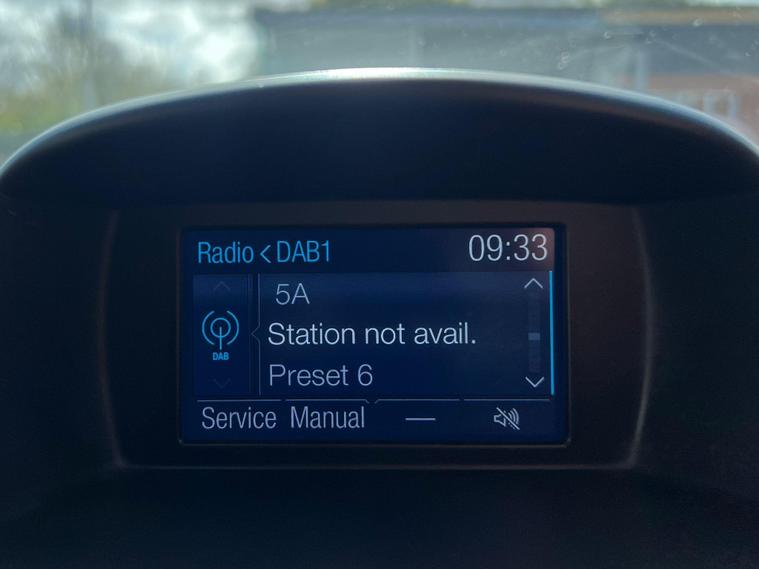 Radio < DAB1 09:33
5A
Station not avail.
DAB
Preset 6
Service Manual —